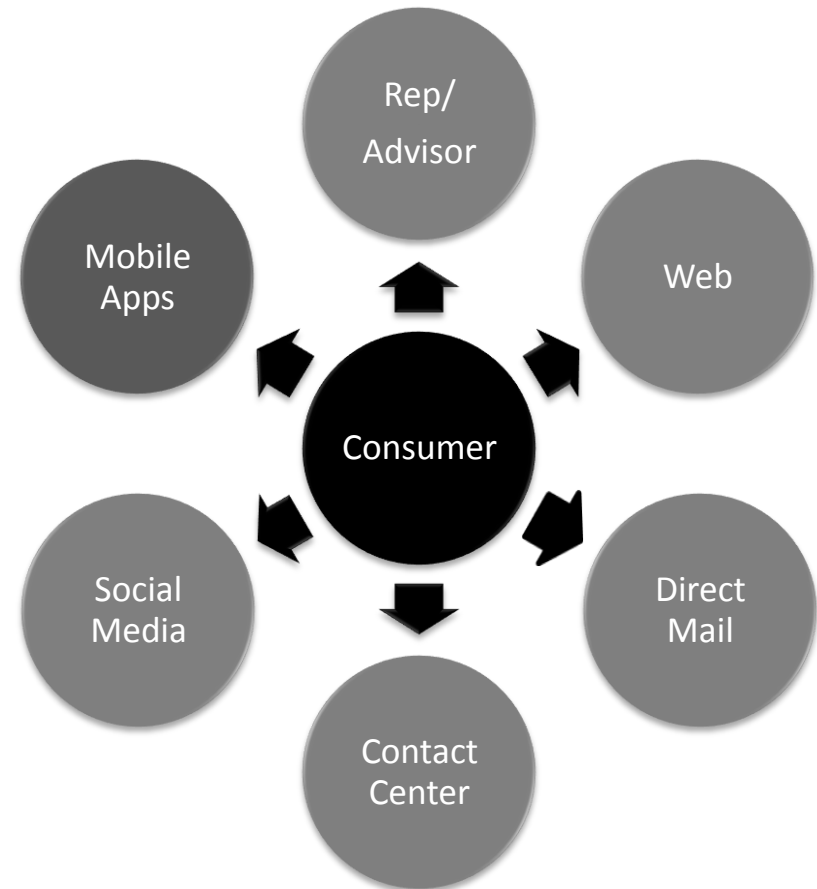 Rep/
Advisor
Mobile
Apps
Web
Consumer
Social
Media
Direct
Mail
Contact
Center